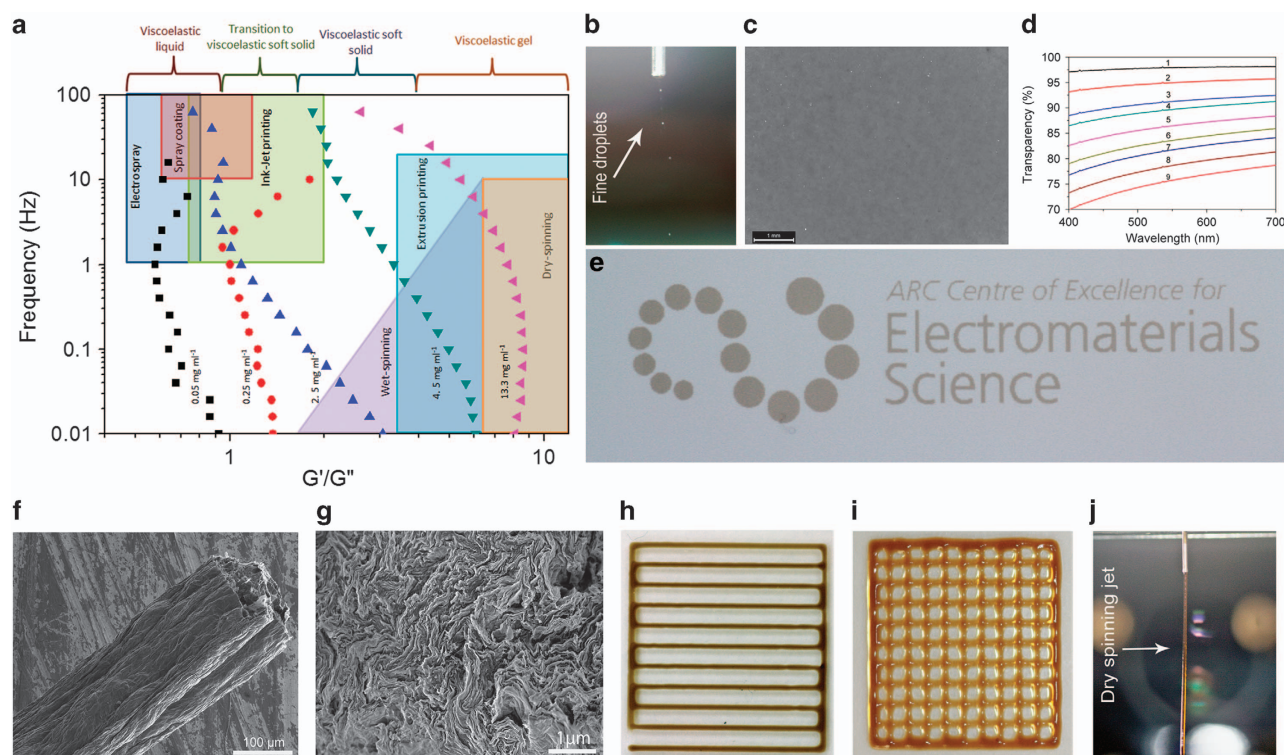 a
Viscoelastic
liquid
Transition to
viscoelastic soft solid
Viscoelastic soft
solid
Viscoelastic gel
Frequency (Hz)
100
10
1
0.1
0.01
Electrospray
Spray coating
Ink-Jet printing
Extrusion printing
Dry-spinning
Wet-spinning
0.05 mg ml-1
0.25 mg ml-1
2. 5 mg ml-1
4. 5 mg ml-1
13.3 mg ml-1
1
10
G'/G"
b
Fine droplets
c
1 mm
d
Transparency (%)
100
95
90
85
80
75
70
1
2
3
4
5
6
7
8
9
400
500
600
700
Wavelength (nm)
e
ARC Centre of Excellence for
Electromaterials
Science
f
100 µm
g
1µm
h
i
j
Dry spinning jet